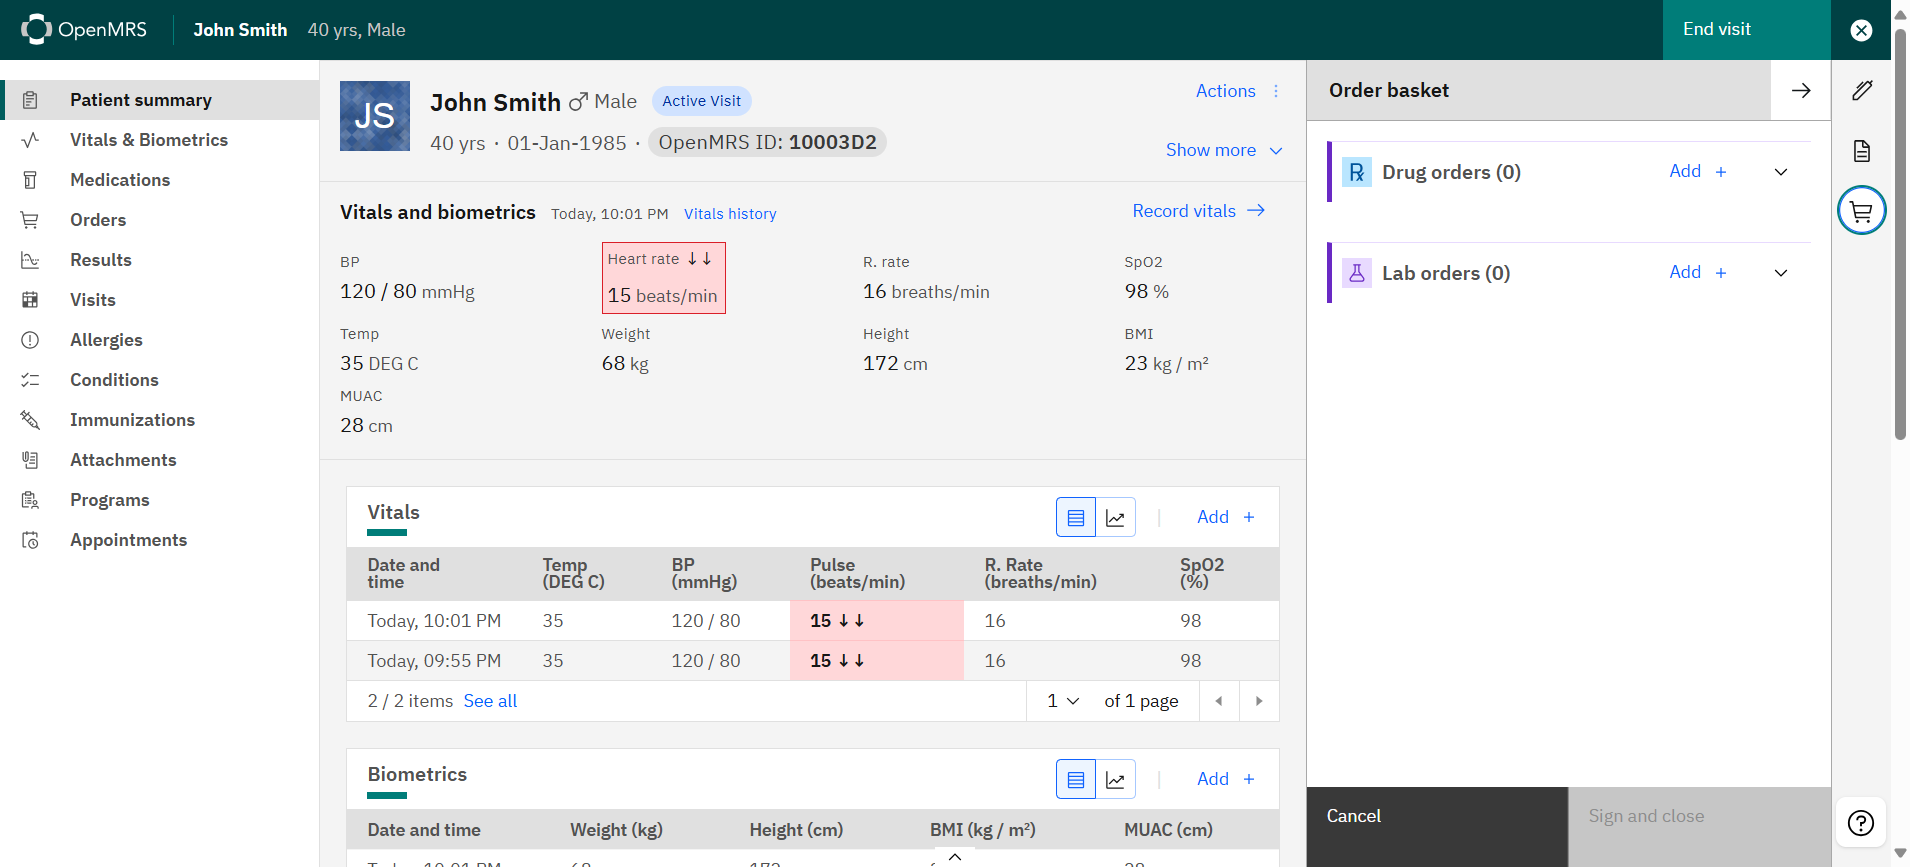 OpenMRS
John Smith 40 yrs, Male
End visit
Patient summary
Vitals & Biometrics
Medications
Orders
Results
Visits
Allergies
Conditions
Immunizations
Attachments
Programs
Appointments
JS
John Smith Male Active Visit
Actions
40 yrs · 01-Jan-1985 · OpenMRS ID: 10003D2
Show more
Vitals and biometrics Today, 10:01 PM Vitals history
Record vitals
BP
120 / 80 mmHg
Heart rate ↓↓
15 beats/min
R. rate
16 breaths/min
SpO2
98 %
Temp
35 DEG C
Weight
68 kg
Height
172 cm
BMI
23 kg / m²
MUAC
28 cm
Vitals
Add +
Date and time Temp (DEG C) BP (mmHg) Pulse (beats/min) R. Rate (breaths/min) SpO2 (%)
Today, 10:01 PM 35 120 / 80 15 ↓↓ 16 98
Today, 09:55 PM 35 120 / 80 15 ↓↓ 16 98
2 / 2 items See all
1 of 1 page
Biometrics
Add +
Date and time Weight (kg) Height (cm) BMI (kg / m²) MUAC (cm)
Order basket
Rx Drug orders (0) Add +
Lab orders (0) Add +
Cancel
Sign and close